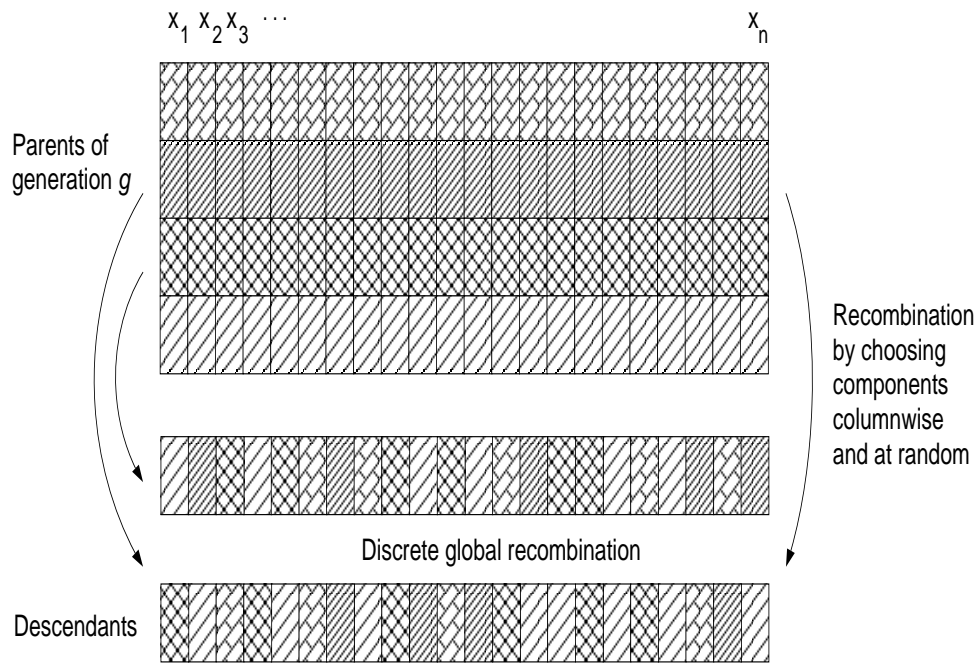 x1 x2 x3 ··· xn
Parents of
generation g
Recombination
by choosing
components
columnwise
and at random
Discrete global recombination
Descendants